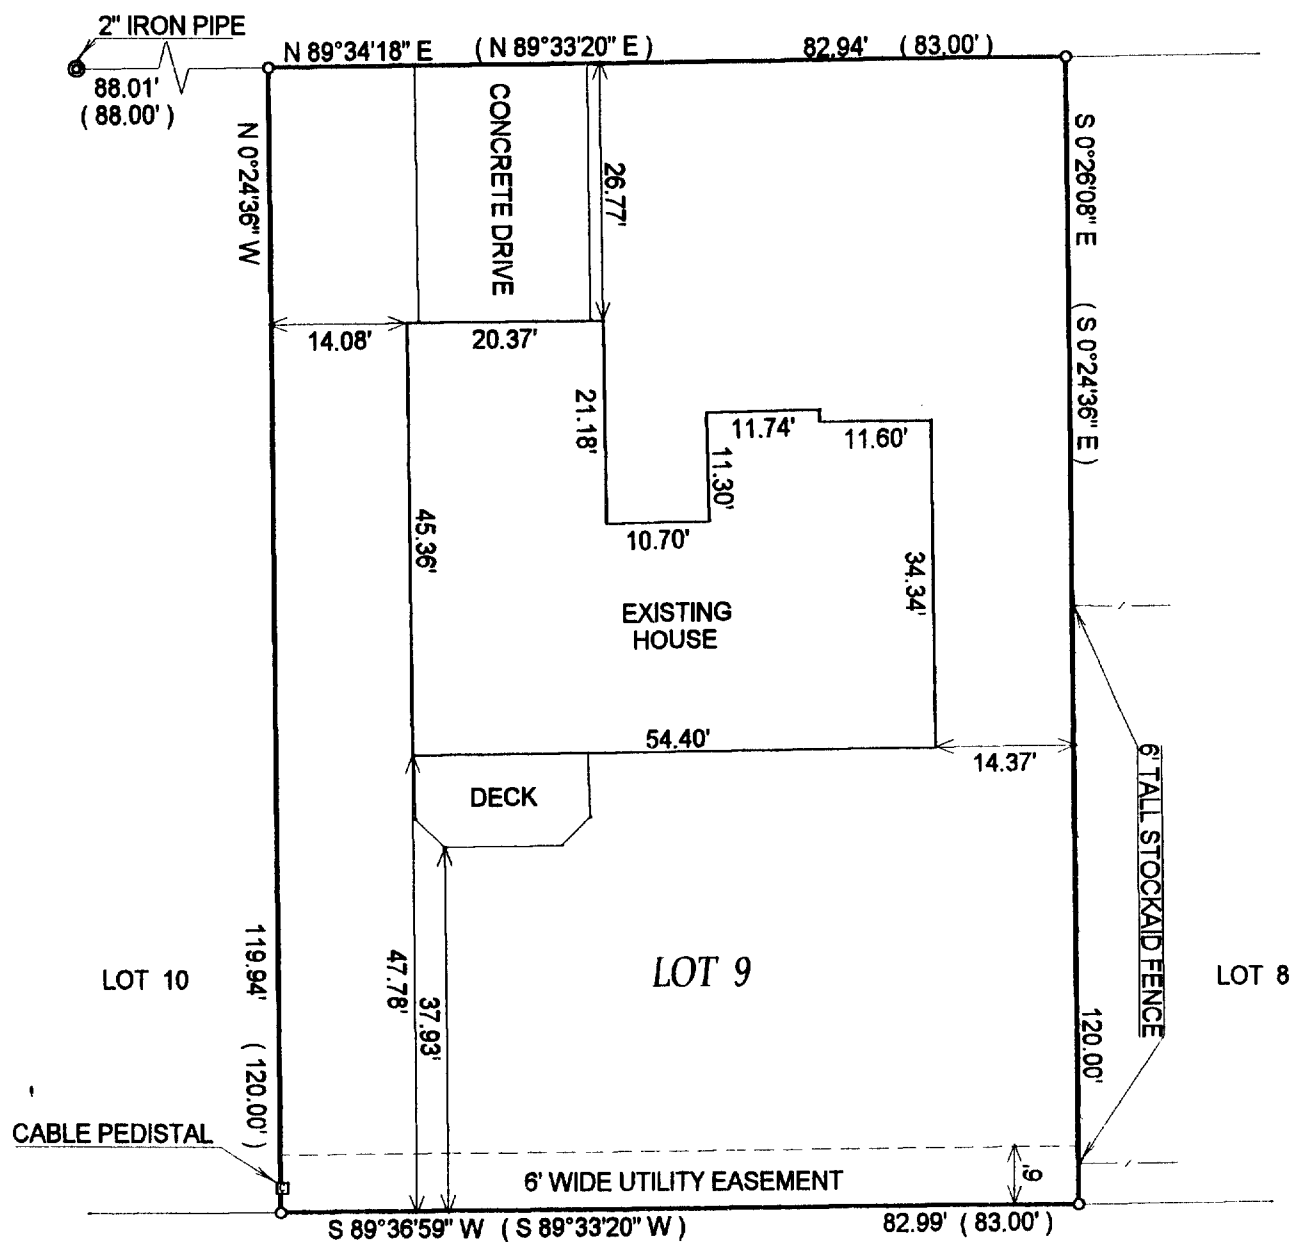 2" IRON PIPE
88.01'
( 88.00' )
N 89°34'18" E ( N 89°33'20" E ) 82.94' ( 83.00' )
N 0°24'36" W
CONCRETE DRIVE
26.77'
S 0°26'08" E ( S 0°24'36" E )
14.08'
20.37'
21.18'
11.74'
11.60'
11.30'
10.70'
45.36'
34.34'
EXISTING
HOUSE
54.40'
14.37'
DECK
6' TALL STOCKAID FENCE
LOT 10
119.94' ( 120.00' )
47.78'
37.93'
LOT 9
120.00'
LOT 8
CABLE PEDISTAL
6' WIDE UTILITY EASEMENT
6'
S 89°36'59" W ( S 89°33'20" W ) 82.99' ( 83.00' )